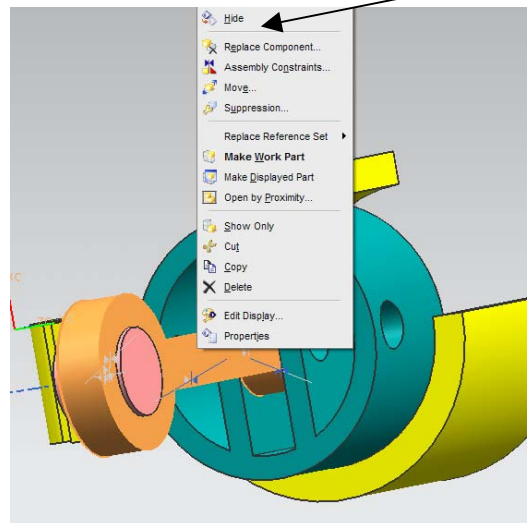 Hide
Replace Component...
Assembly Constraints...
Move...
Suppression...
Replace Reference Set
Make Work Part
Make Displayed Part
Open by Proximity...
Show Only
Cut
Copy
Delete
Edit Display...
Properties
XC